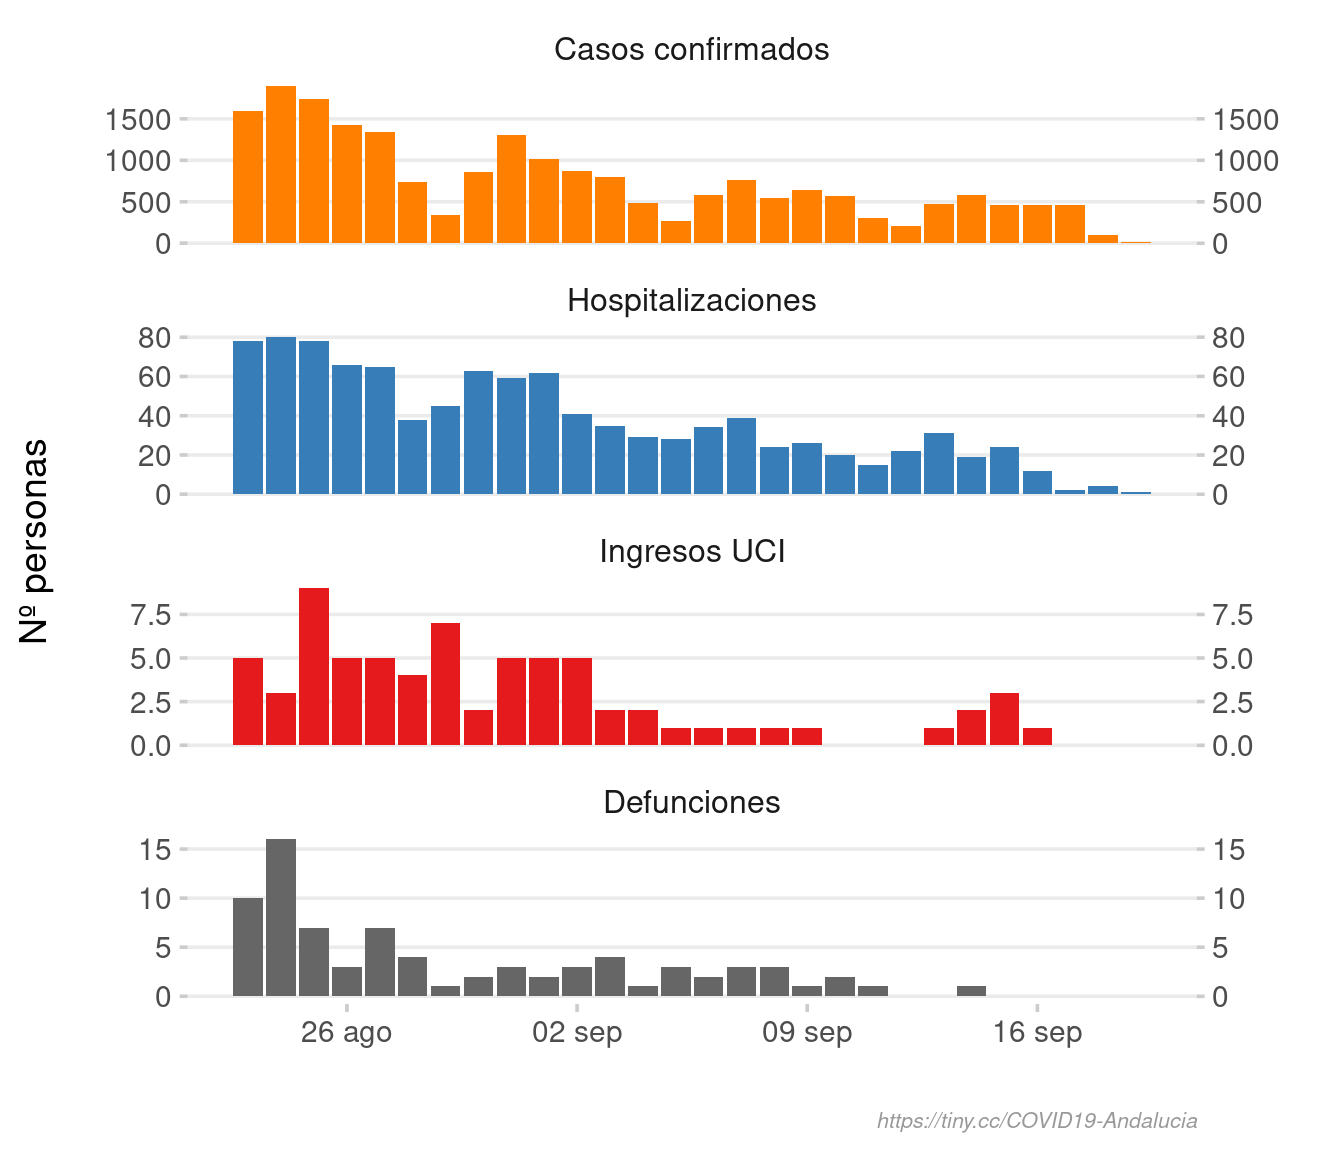 Casos confirmados
1500 1500
1000 1000
500 500
0 0
Hospitalizaciones
80 80
60 60
40 40
20 20
0 0
Nº personas
Ingresos UCI
7.5 7.5
5.0 5.0
2.5 2.5
0.0 0.0
Defunciones
15 15
10 10
5 5
0 0
26 ago 02 sep 09 sep 16 sep
https://tiny.cc/COVID19-Andalucia